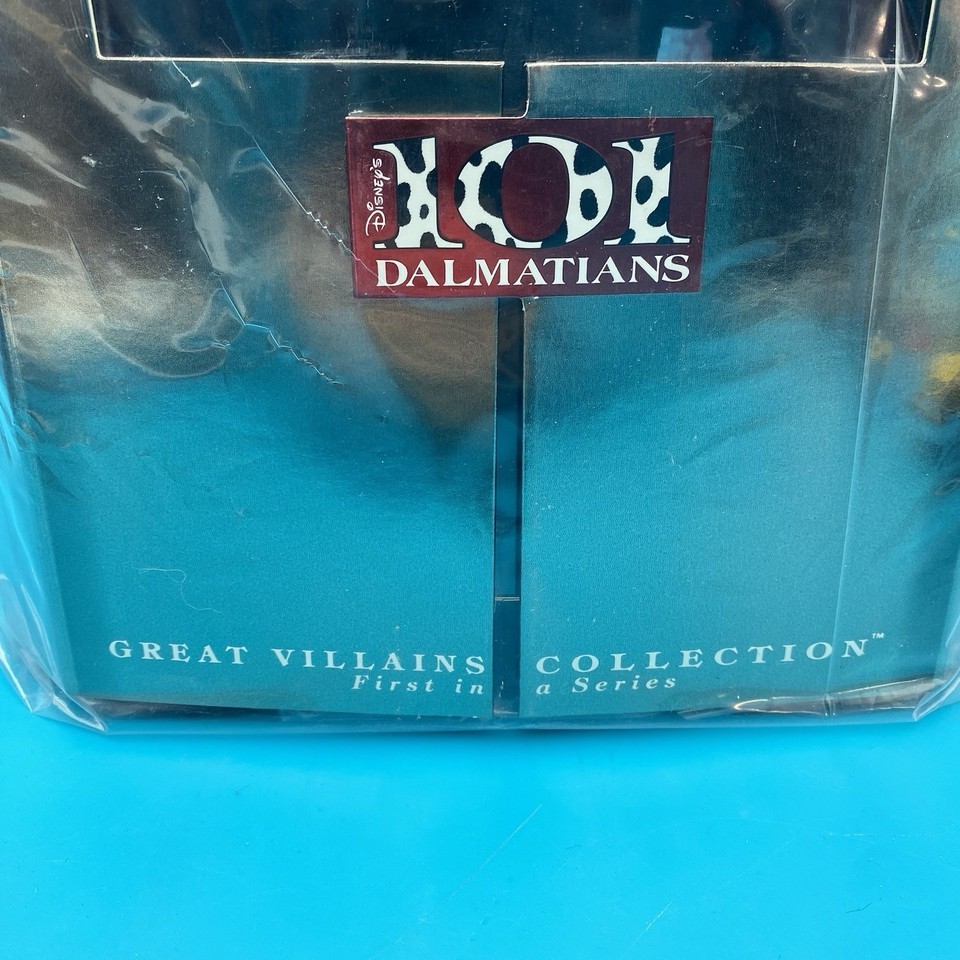 DISNEY'S
101
DALMATIANS
GREAT VILLAINS COLLECTION™
First in a Series